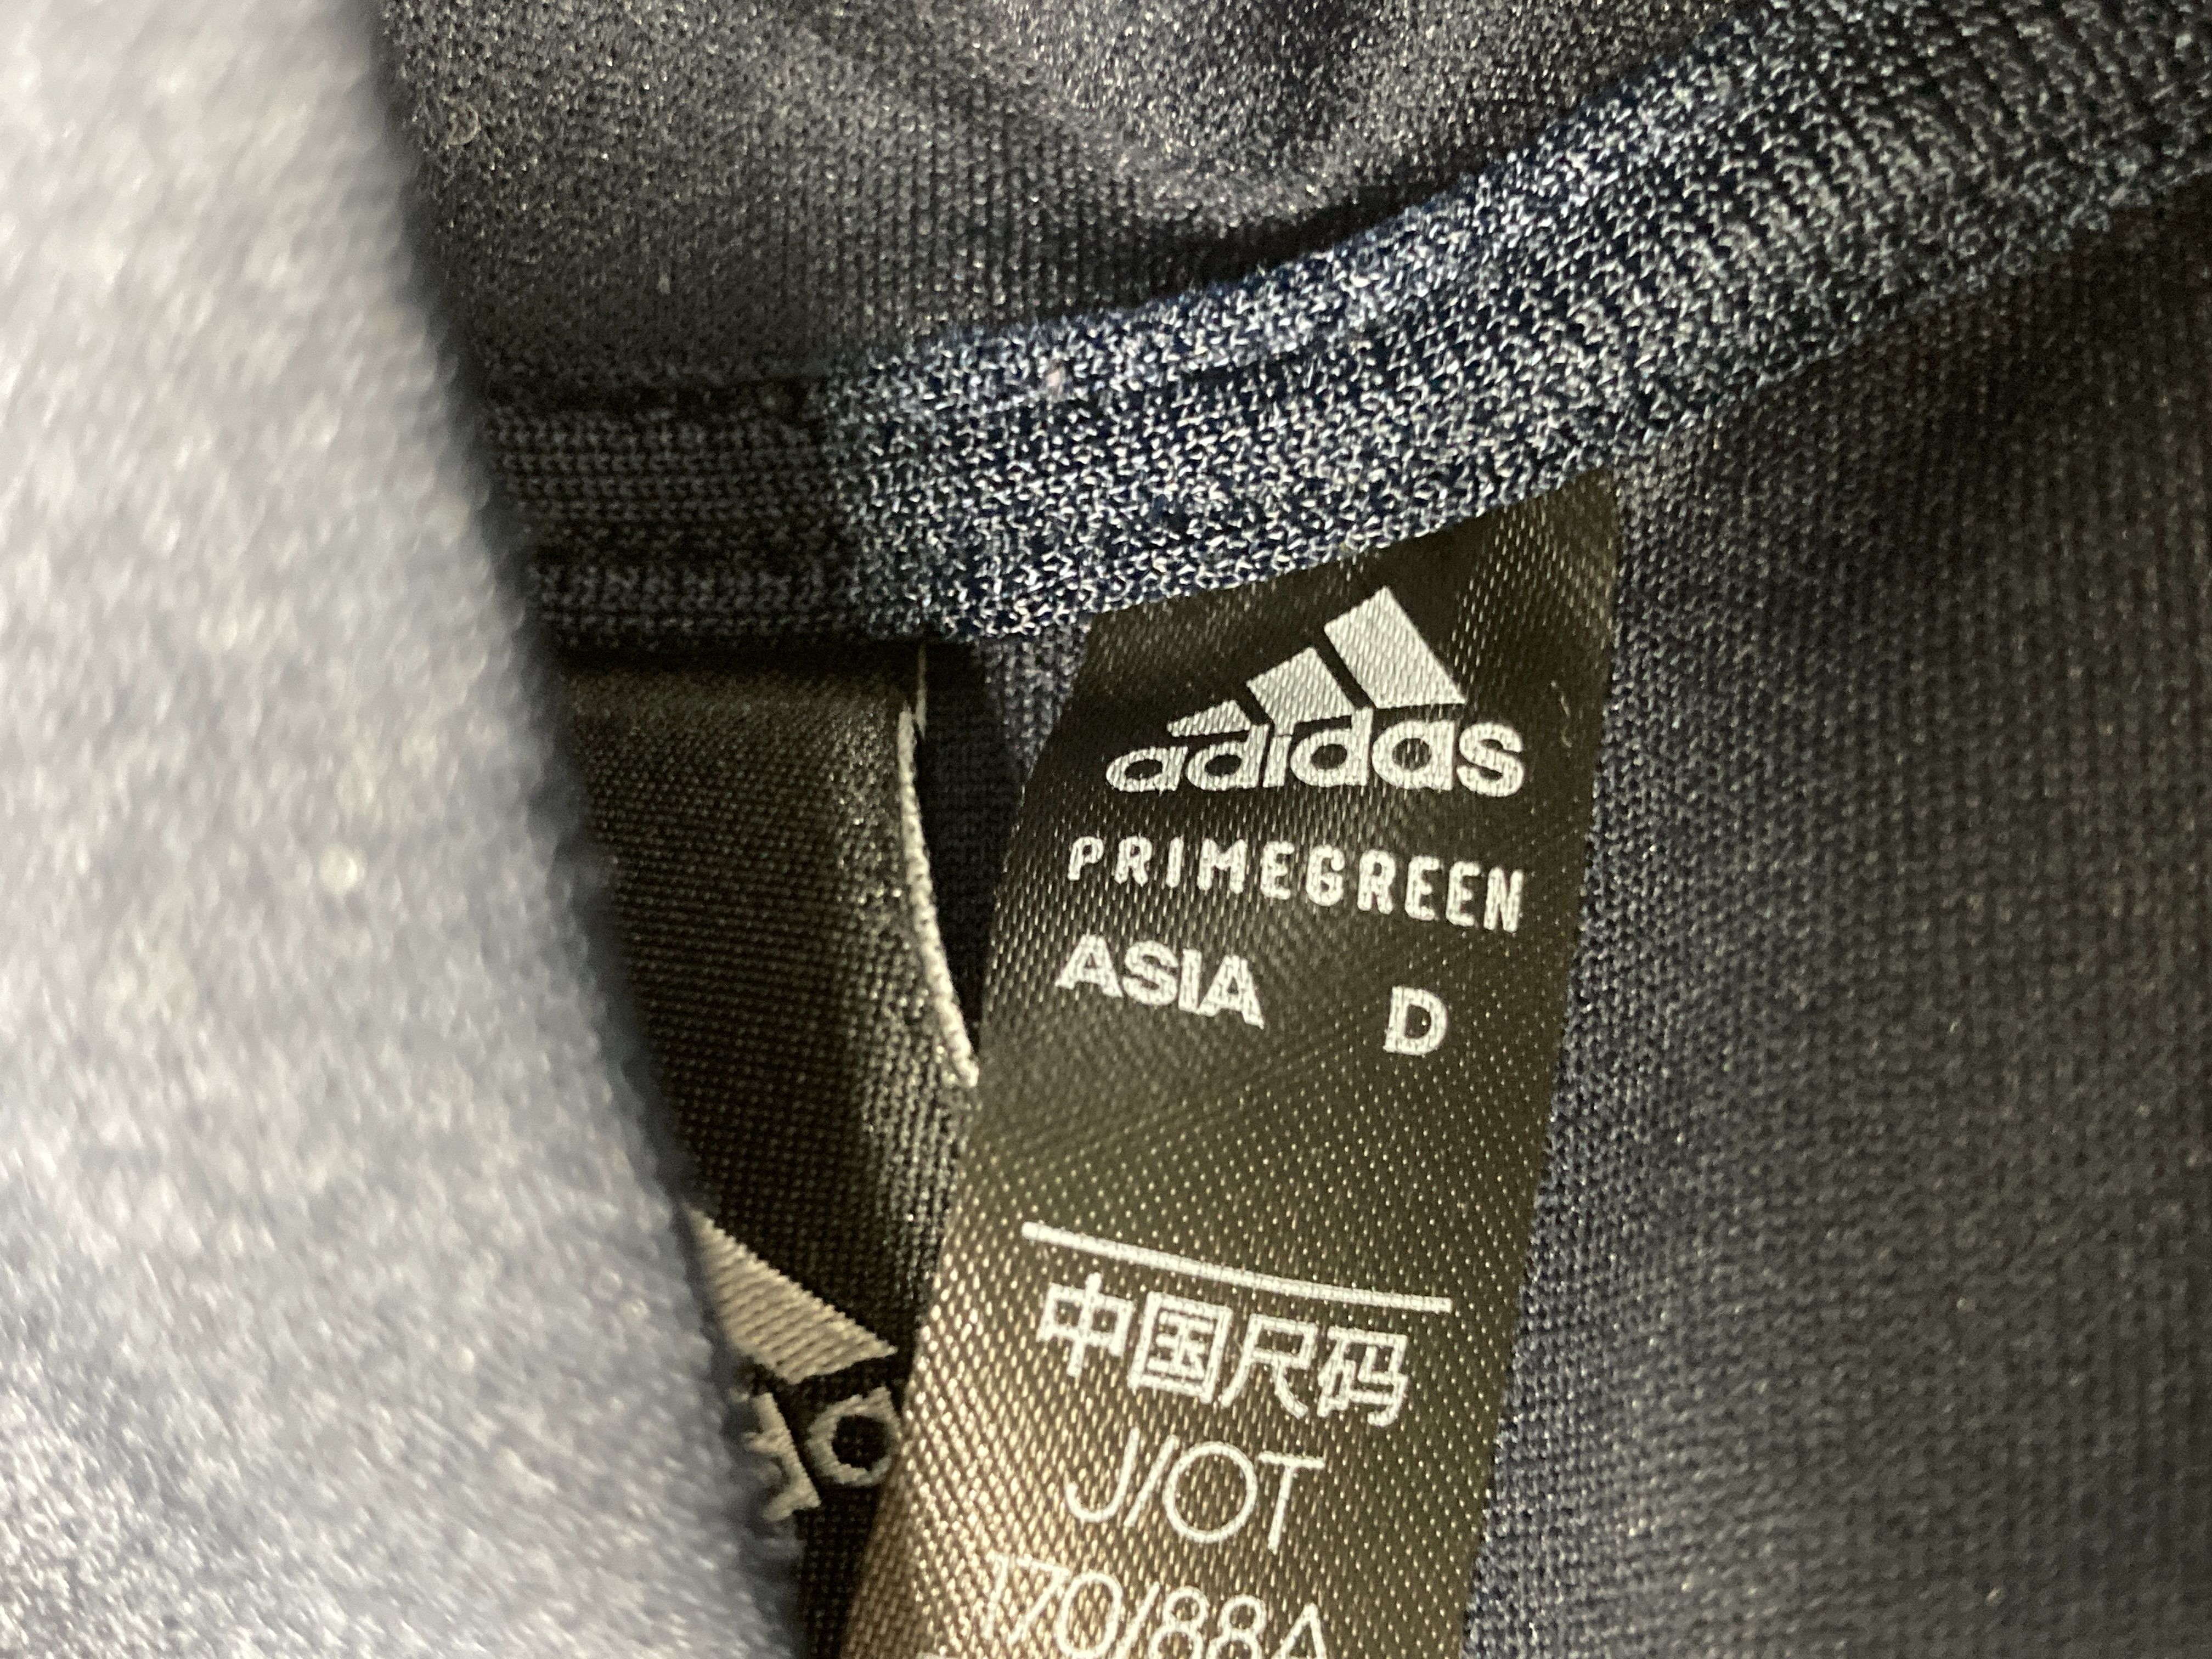 adidas
PRIMEGREEN
ASIA D
中国尺码
J/OT
170/88A